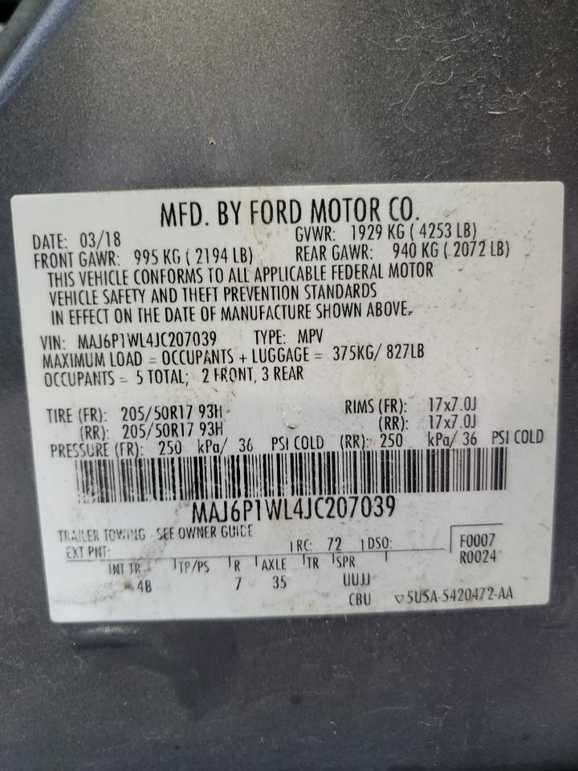 MFD. BY FORD MOTOR CO.
DATE: 03/18 GVWR: 1929 KG ( 4253 LB)
FRONT GAWR: 995 KG ( 2194 LB) REAR GAWR: 940 KG ( 2072 LB)
THIS VEHICLE CONFORMS TO ALL APPLICABLE FEDERAL MOTOR
VEHICLE SAFETY AND THEFT PREVENTION STANDARDS
IN EFFECT ON THE DATE OF MANUFACTURE SHOWN ABOVE.
VIN: MAJ6P1WL4JC207039 TYPE: MPV
MAXIMUM LOAD = OCCUPANTS + LUGGAGE = 375KG/ 827LB
OCCUPANTS = 5 TOTAL; 2 FRONT, 3 REAR
TIRE (FR): 205/50R17 93H RIMS (FR): 17x7.0J
(RR): 205/50R17 93H (RR): 17x7.0J
PRESSURE (FR): 250 kPa/ 36 PSI COLD (RR): 250 kPa/ 36 PSI COLD
MAJ6P1WL4JC207039
TRAILER TOWING - SEE OWNER GUIDE
EXT PNT: RC: 72 DSO: F0007
R0024
INT TR TP/PS R AXLE TR SPR
4B 7 35 UUJJ
CBU 5U5A-5420472-AA